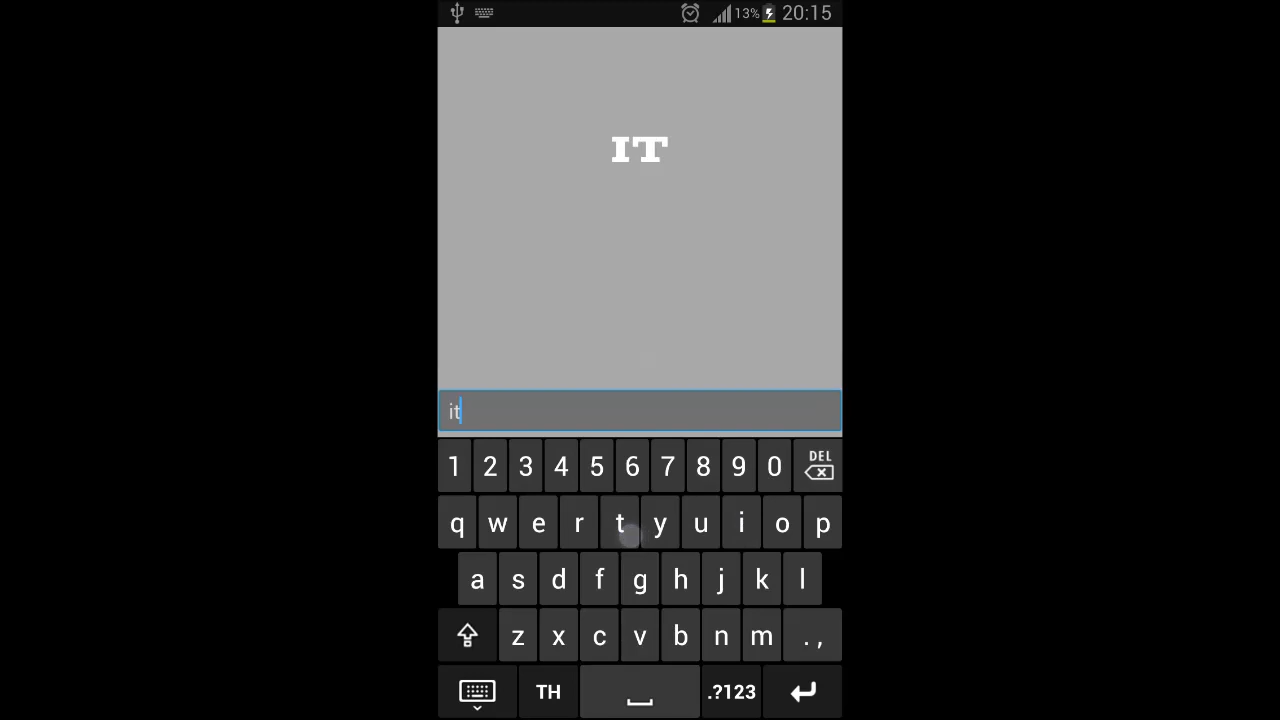 13% 20:15
IT
it
1 2 3 4 5 6 7 8 9 0 DEL
q w e r t y u i o p
a s d f g h j k l
z x c v b n m . ,
TH .?123